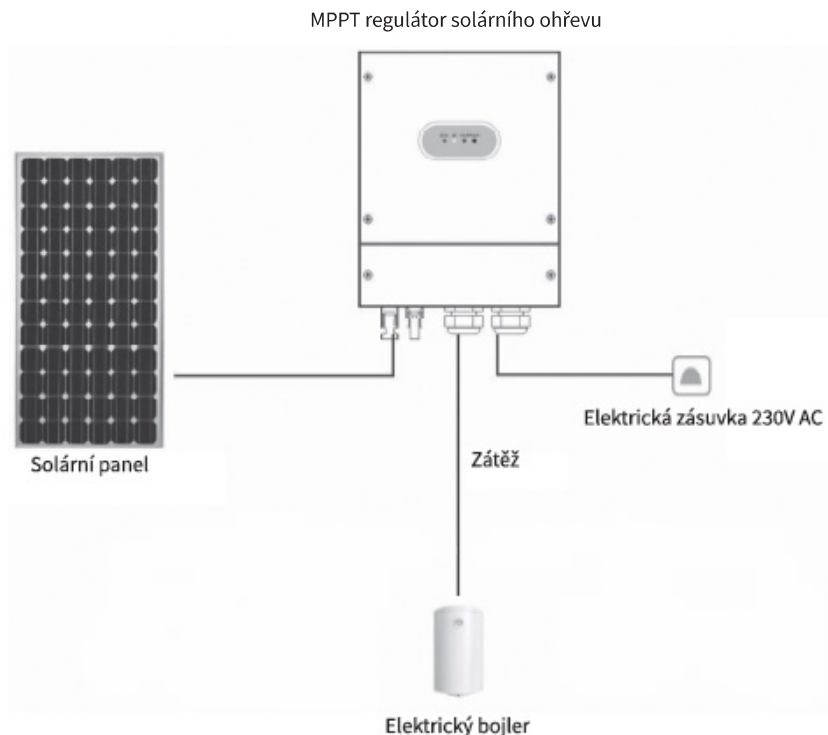 MPPT regulátor solárního ohřevu
Solární panel
Elektrická zásuvka 230V AC
Zátěž
Elektrický bojler